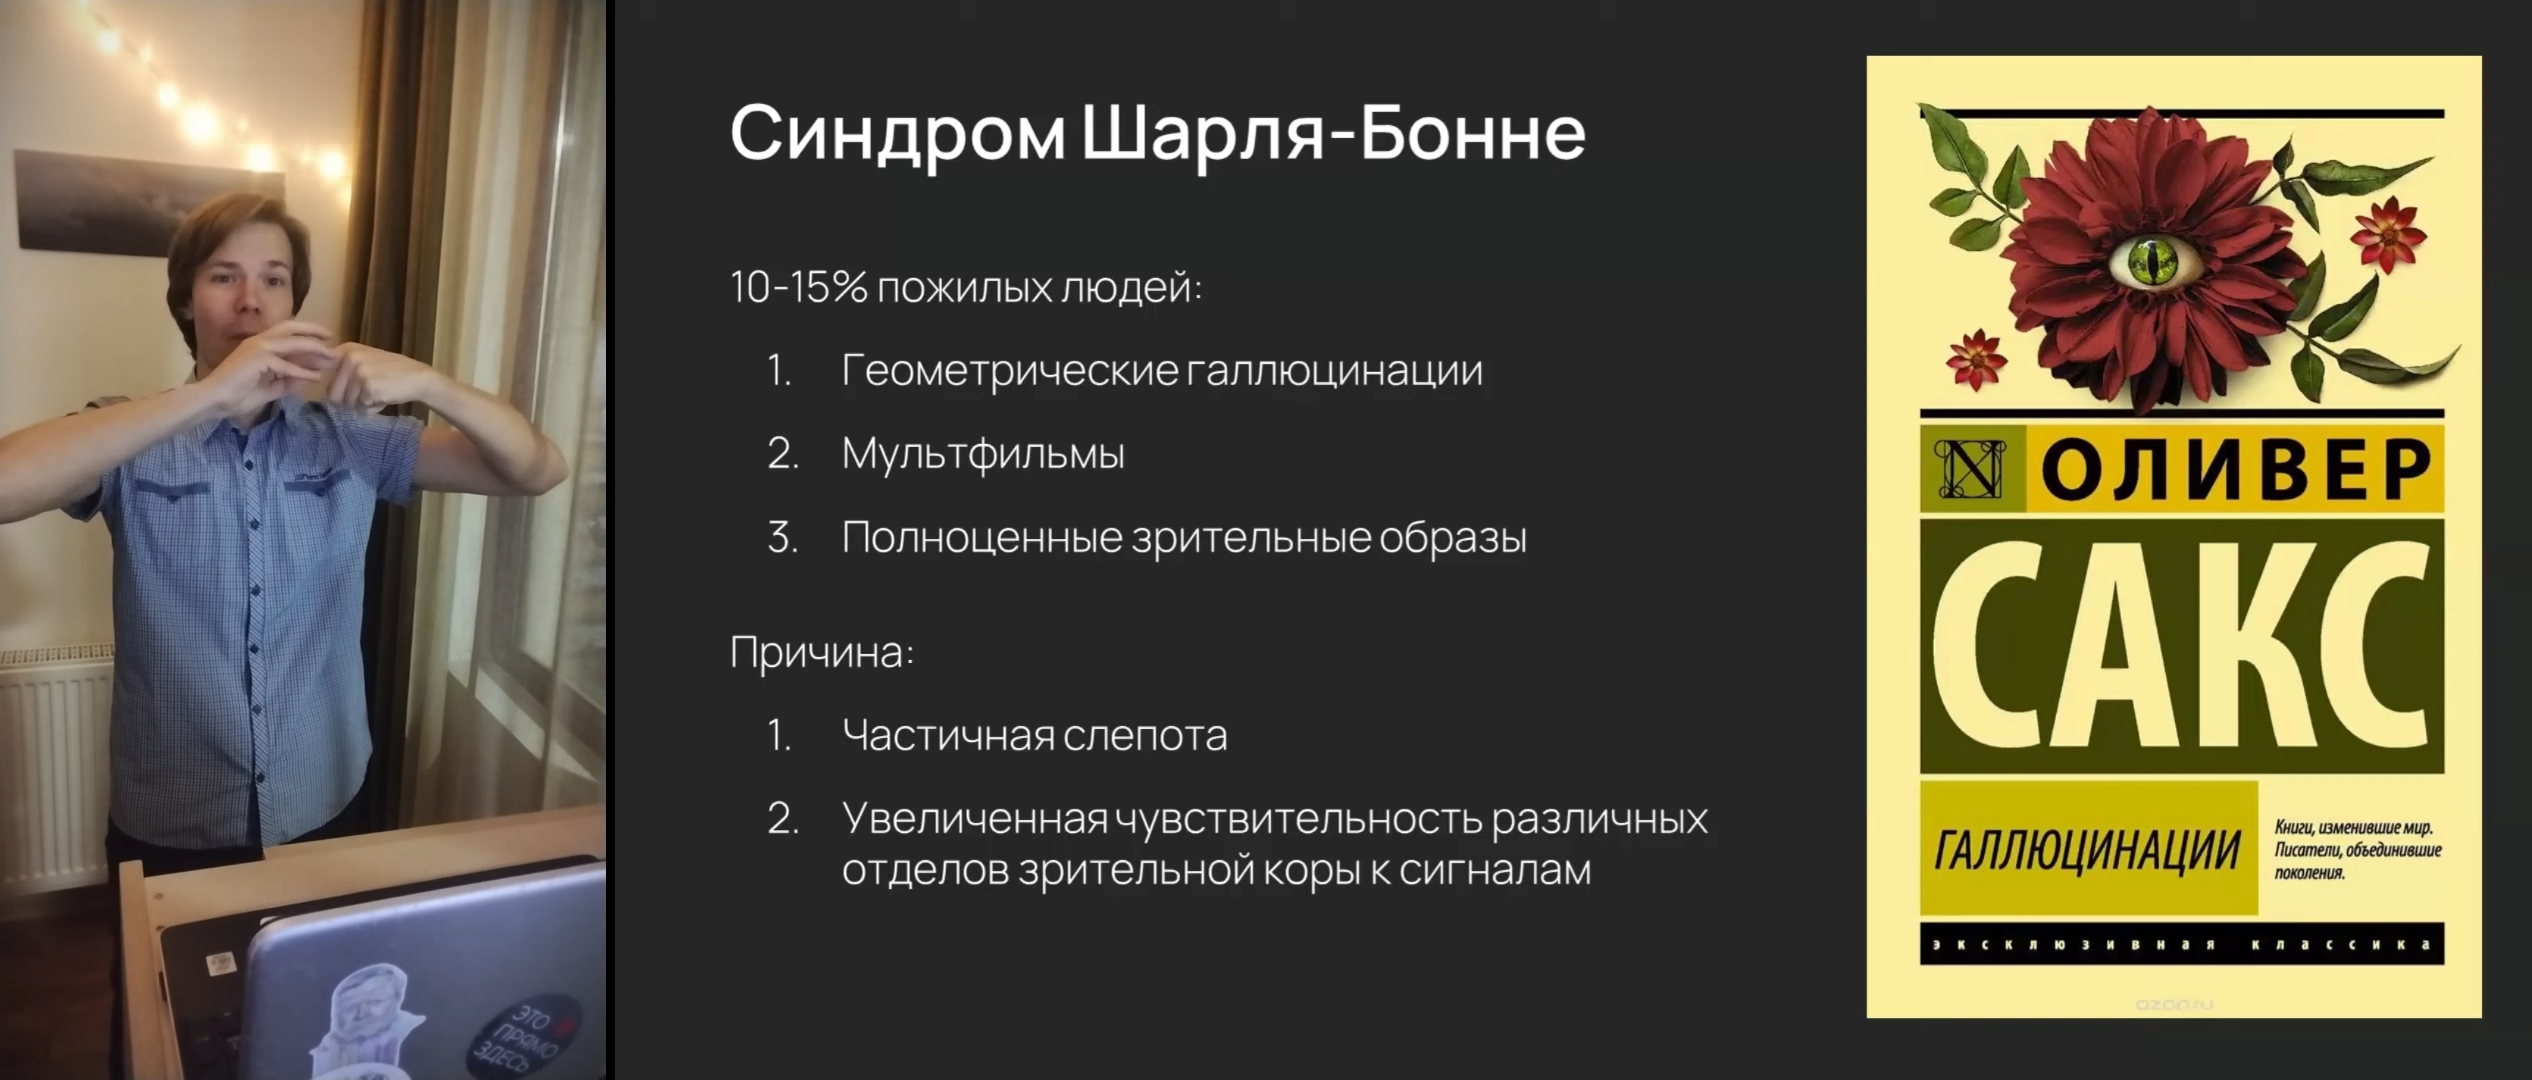 Синдром Шарля-Бонне
10-15% пожилых людей:
1. Геометрические галлюцинации
2. Мультфильмы
3. Полноценные зрительные образы
Причина:
1. Частичная слепота
2. Увеличенная чувствительность различных
отделов зрительной коры к сигналам
N ОЛИВЕР
САКС
ГАЛЛЮЦИНАЦИИ
Книги, изменившие мир.
Писатели, объединившие
поколения.
эксклюзивная классика
ozon.ru
ЭТО
ПРЯМО
ЗДЕСЬ